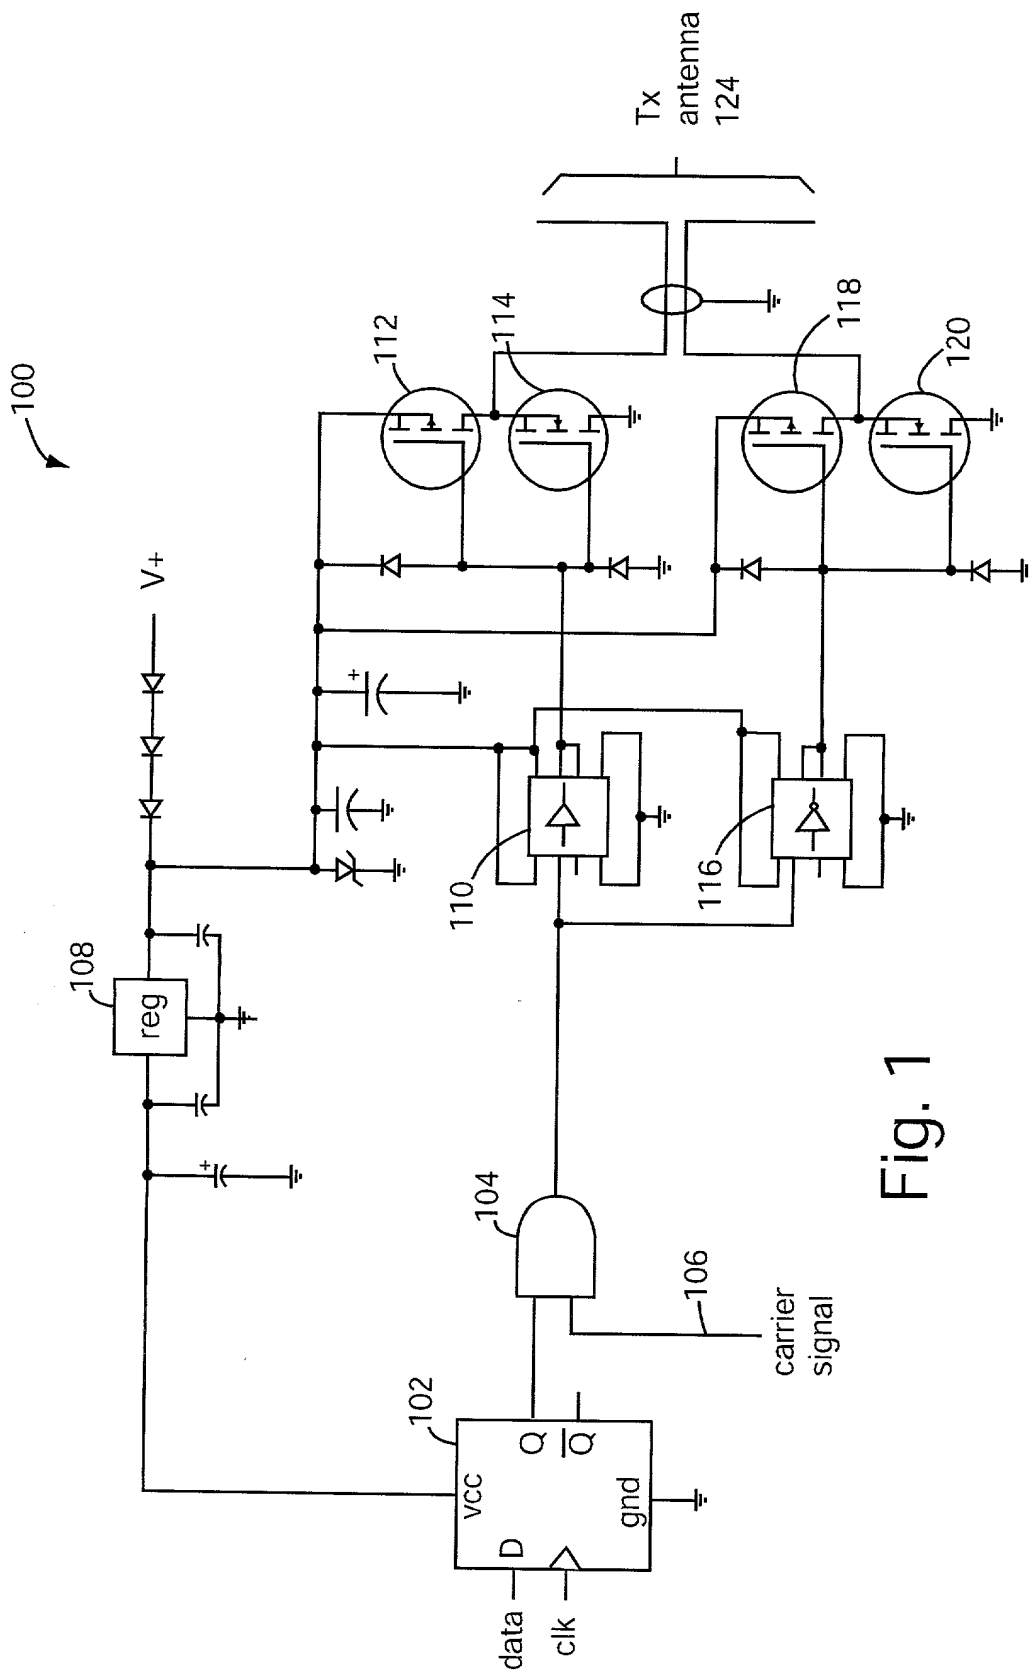 100
V+
108
reg
112
114
118
120
Tx
antenna
124
110
116
104
106
carrier
signal
102
vcc
D
Q
Q
gnd
data
clk
+
+
Fig. 1